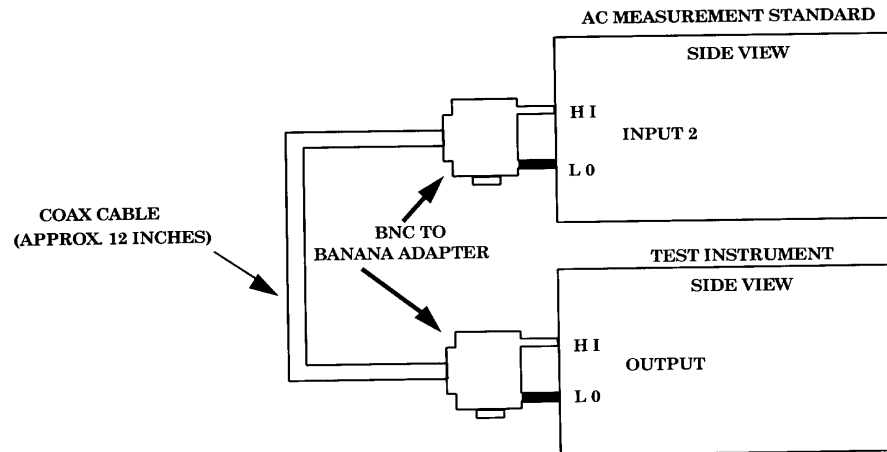 AC MEASUREMENT STANDARD
SIDE VIEW
H I
INPUT 2
L 0
COAX CABLE
(APPROX. 12 INCHES)
BNC TO
BANANA ADAPTER
TEST INSTRUMENT
SIDE VIEW
H I
OUTPUT
L 0